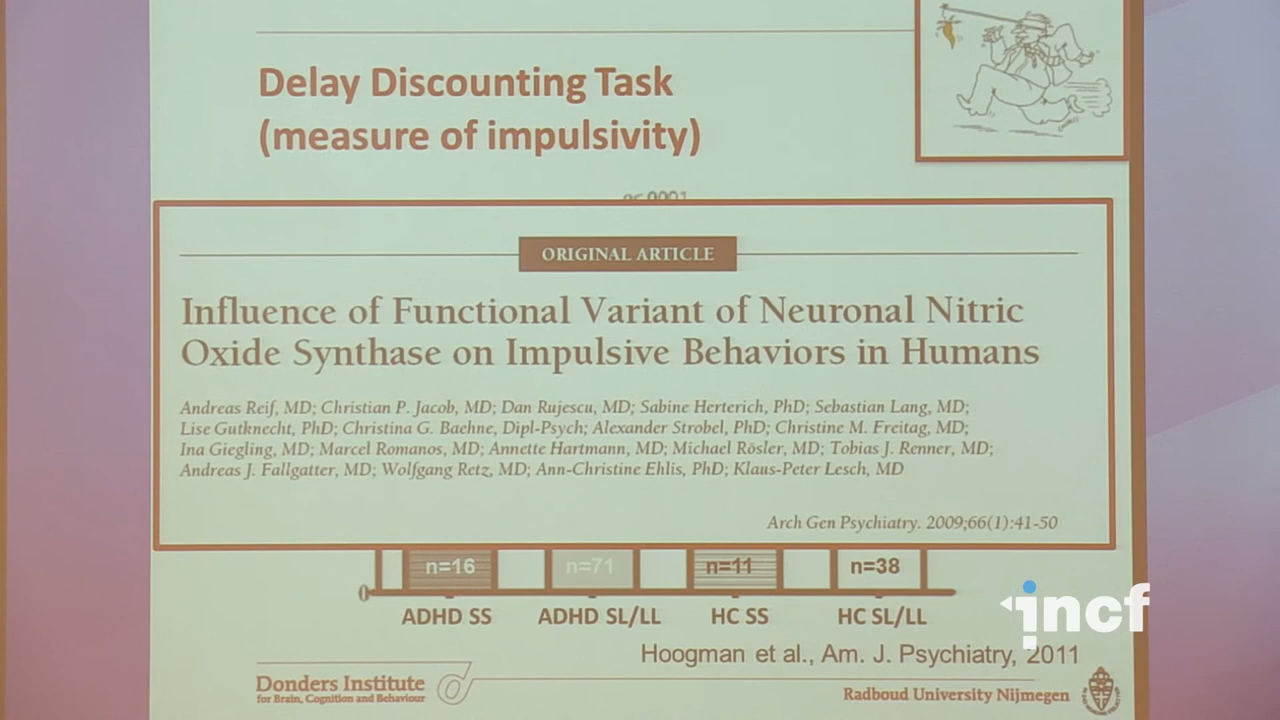 Delay Discounting Task
(measure of impulsivity)
ORIGINAL ARTICLE
Influence of Functional Variant of Neuronal Nitric
Oxide Synthase on Impulsive Behaviors in Humans
Andreas Reif, MD; Christian P. Jacob, MD; Dan Rujescu, MD; Sabine Herterich, PhD; Sebastian Lang, MD;
Lise Gutknecht, PhD; Christina G. Baehne, Dipl-Psych; Alexander Strobel, PhD; Christine M. Freitag, MD;
Ina Giegling, MD; Marcel Romanos, MD; Annette Hartmann, MD; Michael Rösler, MD; Tobias J. Renner, MD;
Andreas J. Fallgatter, MD; Wolfgang Retz, MD; Ann-Christine Ehlis, PhD; Klaus-Peter Lesch, MD
Arch Gen Psychiatry. 2009;66(1):41-50
n=16 n=71 n=11 n=38
0
ADHD SS ADHD SL/LL HC SS HC SL/LL
incf
Hoogman et al., Am. J. Psychiatry, 2011
Donders Institute
for Brain, Cognition and Behaviour
Radboud University Nijmegen